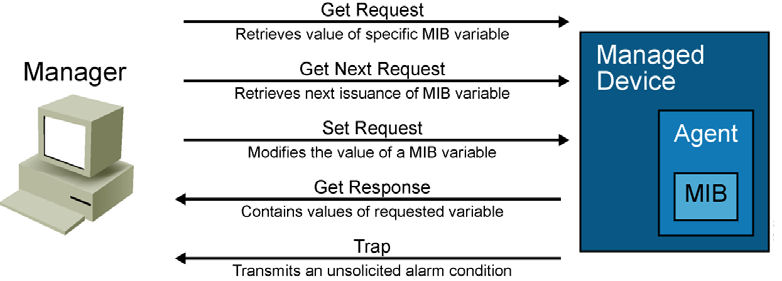 Get Request
Retrieves value of specific MIB variable
Manager
Get Next Request
Retrieves next issuance of MIB variable
Set Request
Modifies the value of a MIB variable
Get Response
Contains values of requested variable
Trap
Transmits an unsolicited alarm condition
Managed
Device
Agent
MIB